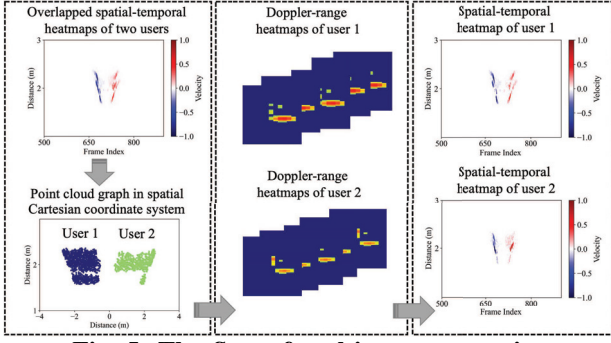 Overlapped spatial-temporal
heatmaps of two users
3
2
1
500
650
800
Distance (m)
Frame Index
1.0
0.5
0.0
−0.5
−1.0
Velocity
Point cloud graph in spatial
Cartesian coordinate system
User 1 User 2
3
2
1
−4
−2
0
2
4
Distance (m)
Distance (m)
Doppler-range
heatmaps of user 1
Doppler-range
heatmaps of user 2
Spatial-temporal
heatmap of user 1
3
2
1
500
650
800
Distance (m)
Frame Index
1.0
0.5
0.0
−0.5
−1.0
Velocity
Spatial-temporal
heatmap of user 2
3
2
1
500
650
800
Distance (m)
Frame Index
1.0
0.5
0.0
−0.5
−1.0
Velocity